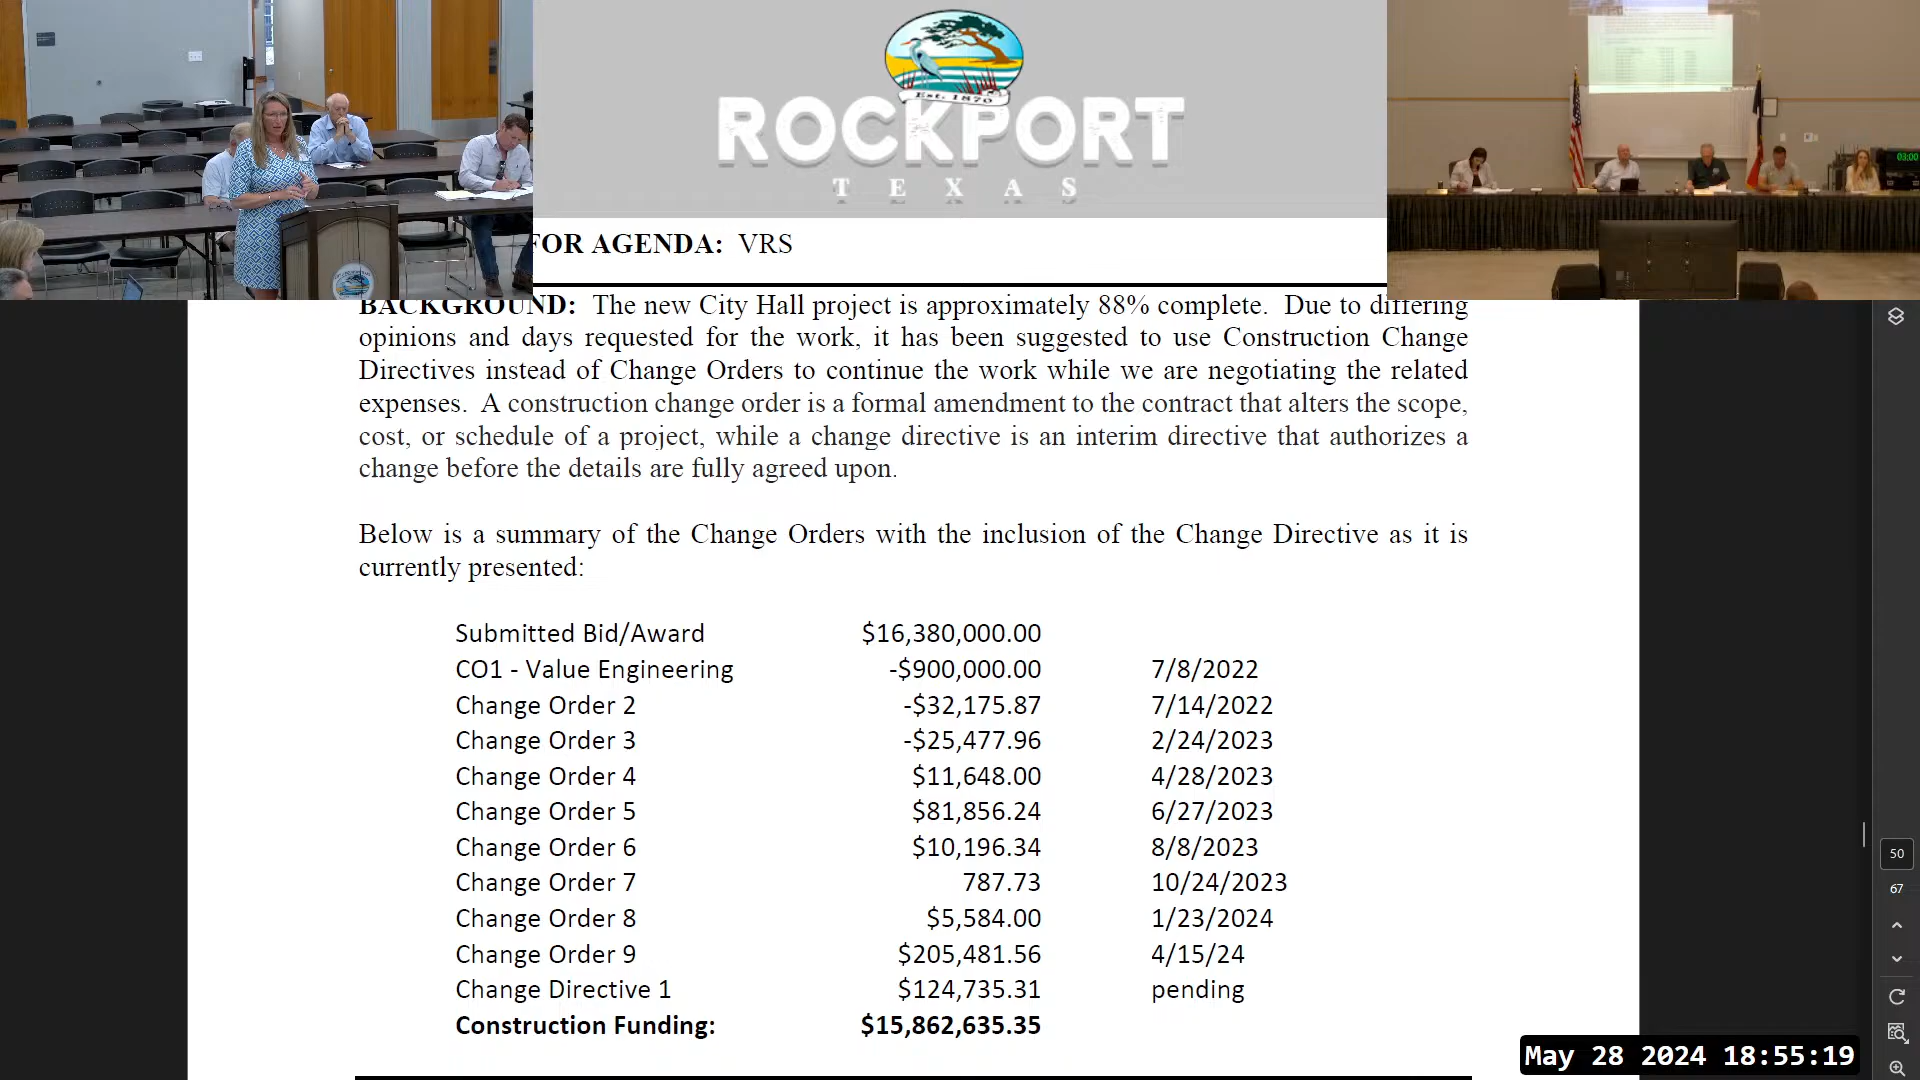 Est. 1870
ROCKPORT
TEXAS
03:00
FOR AGENDA: VRS
BACKGROUND: The new City Hall project is approximately 88% complete. Due to differing
opinions and days requested for the work, it has been suggested to use Construction Change
Directives instead of Change Orders to continue the work while we are negotiating the related
expenses. A construction change order is a formal amendment to the contract that alters the scope,
cost, or schedule of a project, while a change directive is an interim directive that authorizes a
change before the details are fully agreed upon.
Below is a summary of the Change Orders with the inclusion of the Change Directive as it is
currently presented:
Submitted Bid/Award $16,380,000.00
CO1 - Value Engineering -$900,000.00 7/8/2022
Change Order 2 -$32,175.87 7/14/2022
Change Order 3 -$25,477.96 2/24/2023
Change Order 4 $11,648.00 4/28/2023
Change Order 5 $81,856.24 6/27/2023
Change Order 6 $10,196.34 8/8/2023
Change Order 7 787.73 10/24/2023
Change Order 8 $5,584.00 1/23/2024
Change Order 9 $205,481.56 4/15/24
Change Directive 1 $124,735.31 pending
Construction Funding: $15,862,635.35
50
67
May 28 2024 18:55:19